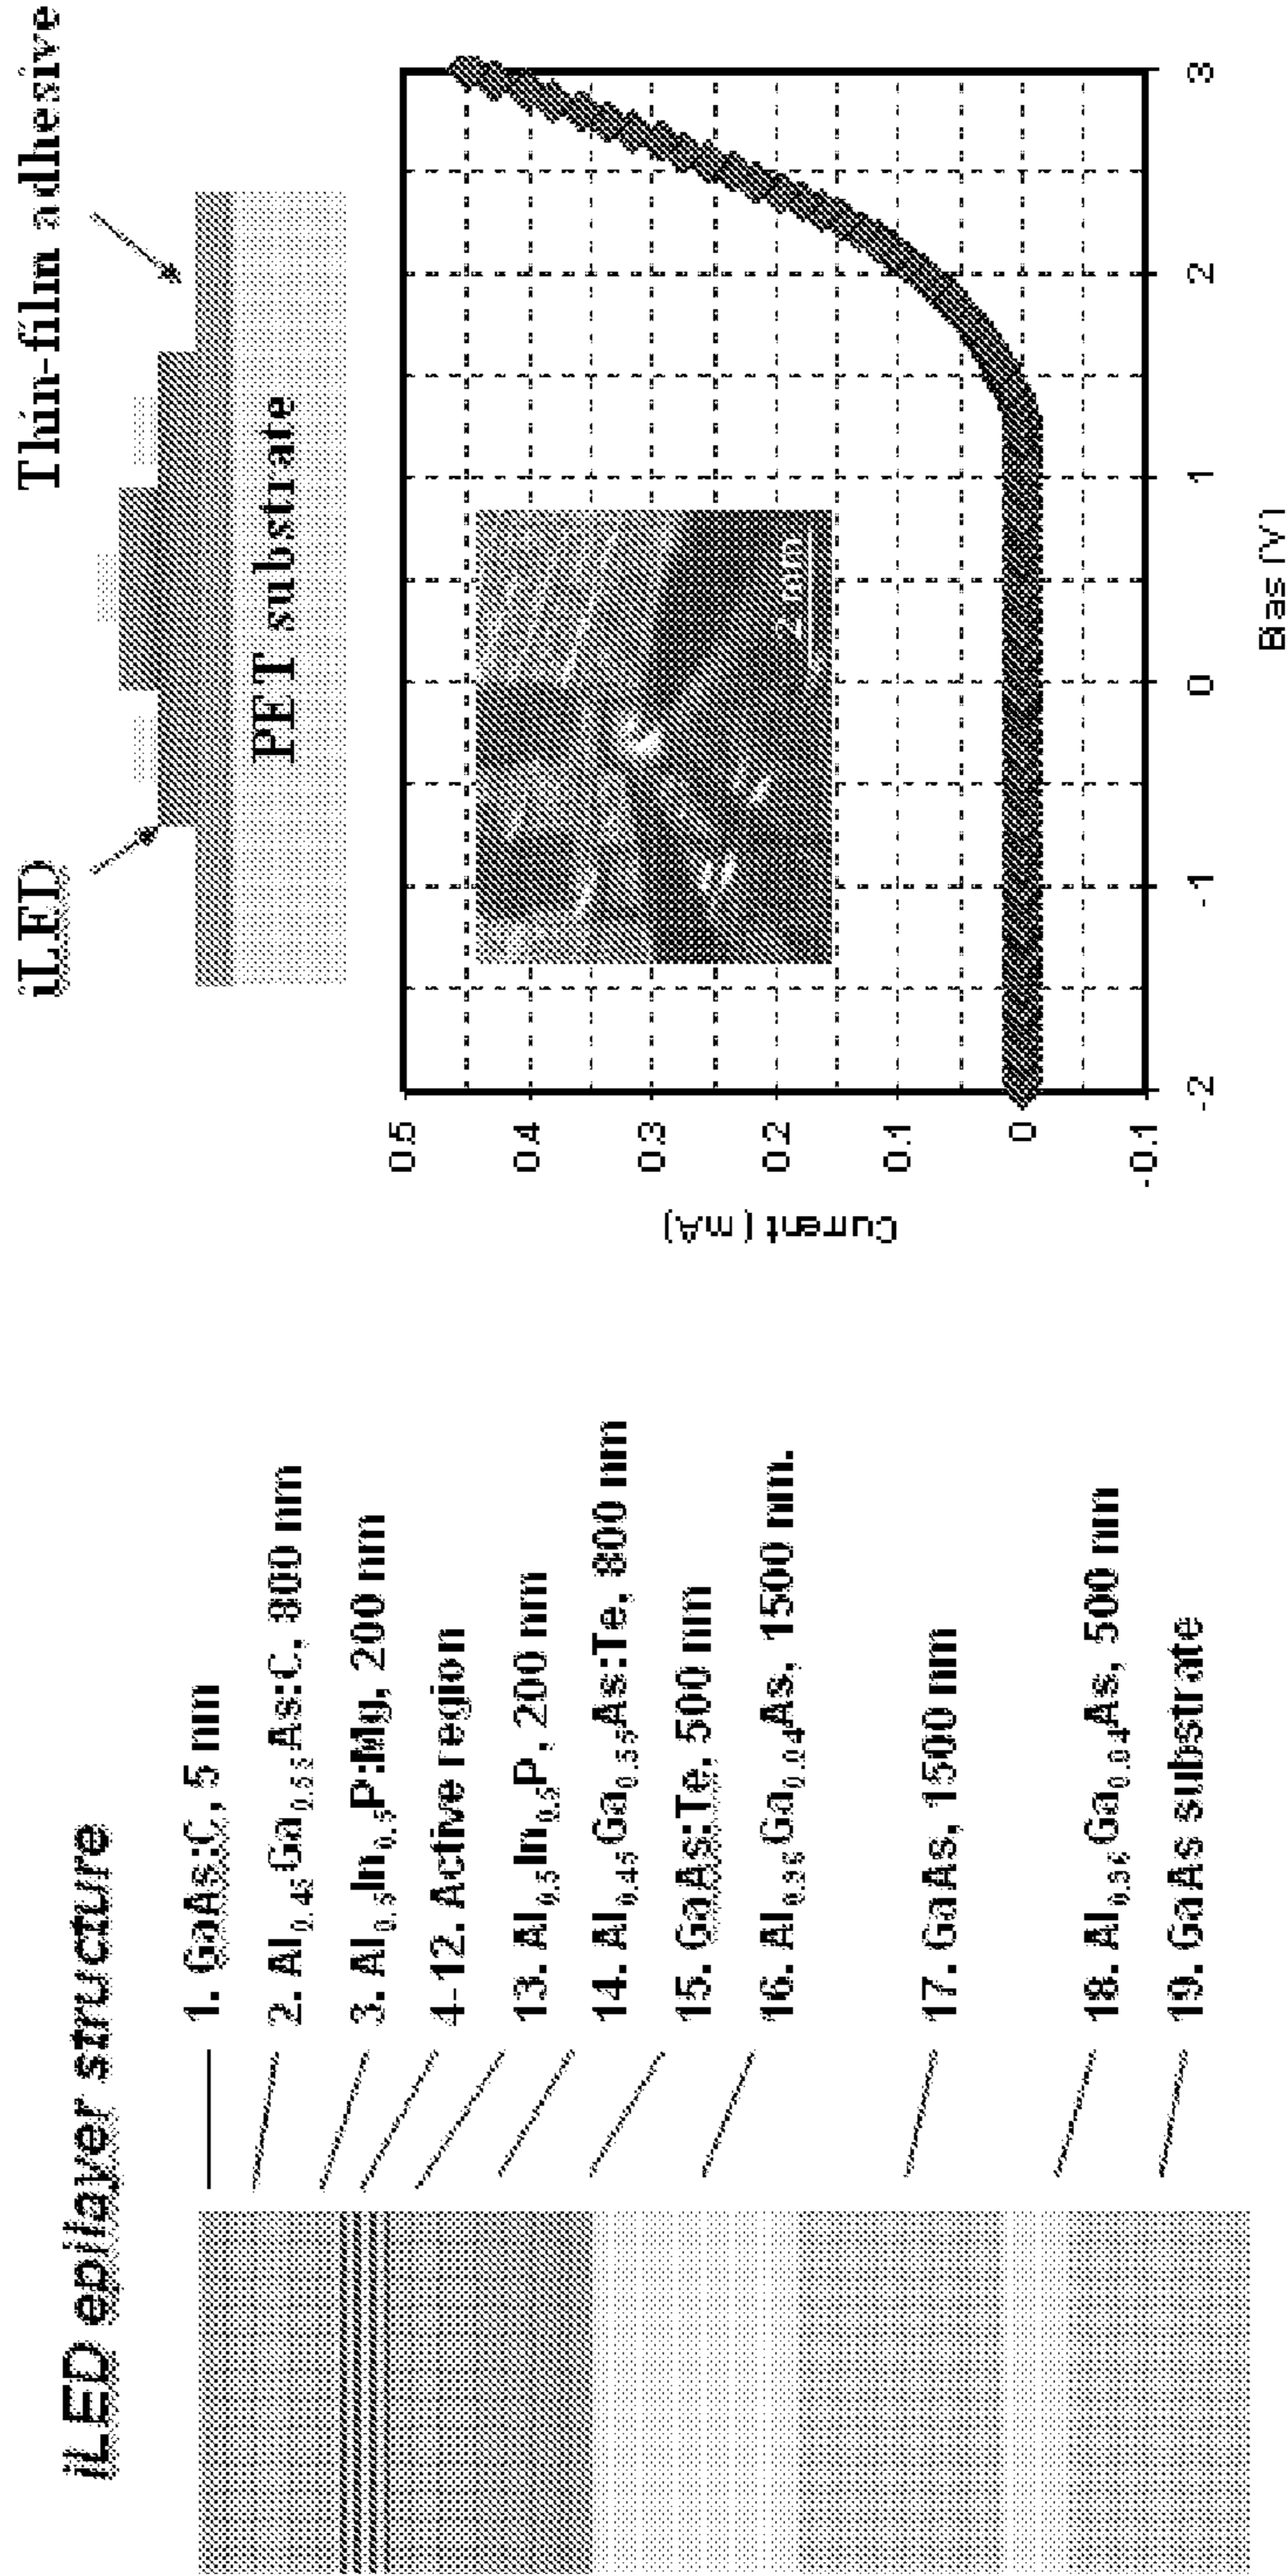 iLED epilayer structure
1. GaAs:C, 5 nm
2. Al0.45Ga0.55As:C, 800 nm
3. Al0.5In0.5P:Mg, 200 nm
4-12. Active region
13. Al0.5In0.5P, 200 nm
14. Al0.45Ga0.55As:Te, 800 nm
15. GaAs:Te, 500 nm
16. Al0.96Ga0.04As, 1500 nm.
17. GaAs, 1500 nm
18. Al0.96Ga0.04As, 500 nm
19. GaAs substrate
iLED
Thin-film adhesive
PET substrate
Current (mA)
0.5
0.4
0.3
0.2
0.1
0
-0.1
2 mm
-2
-1
0
1
2
3
Bias (V)